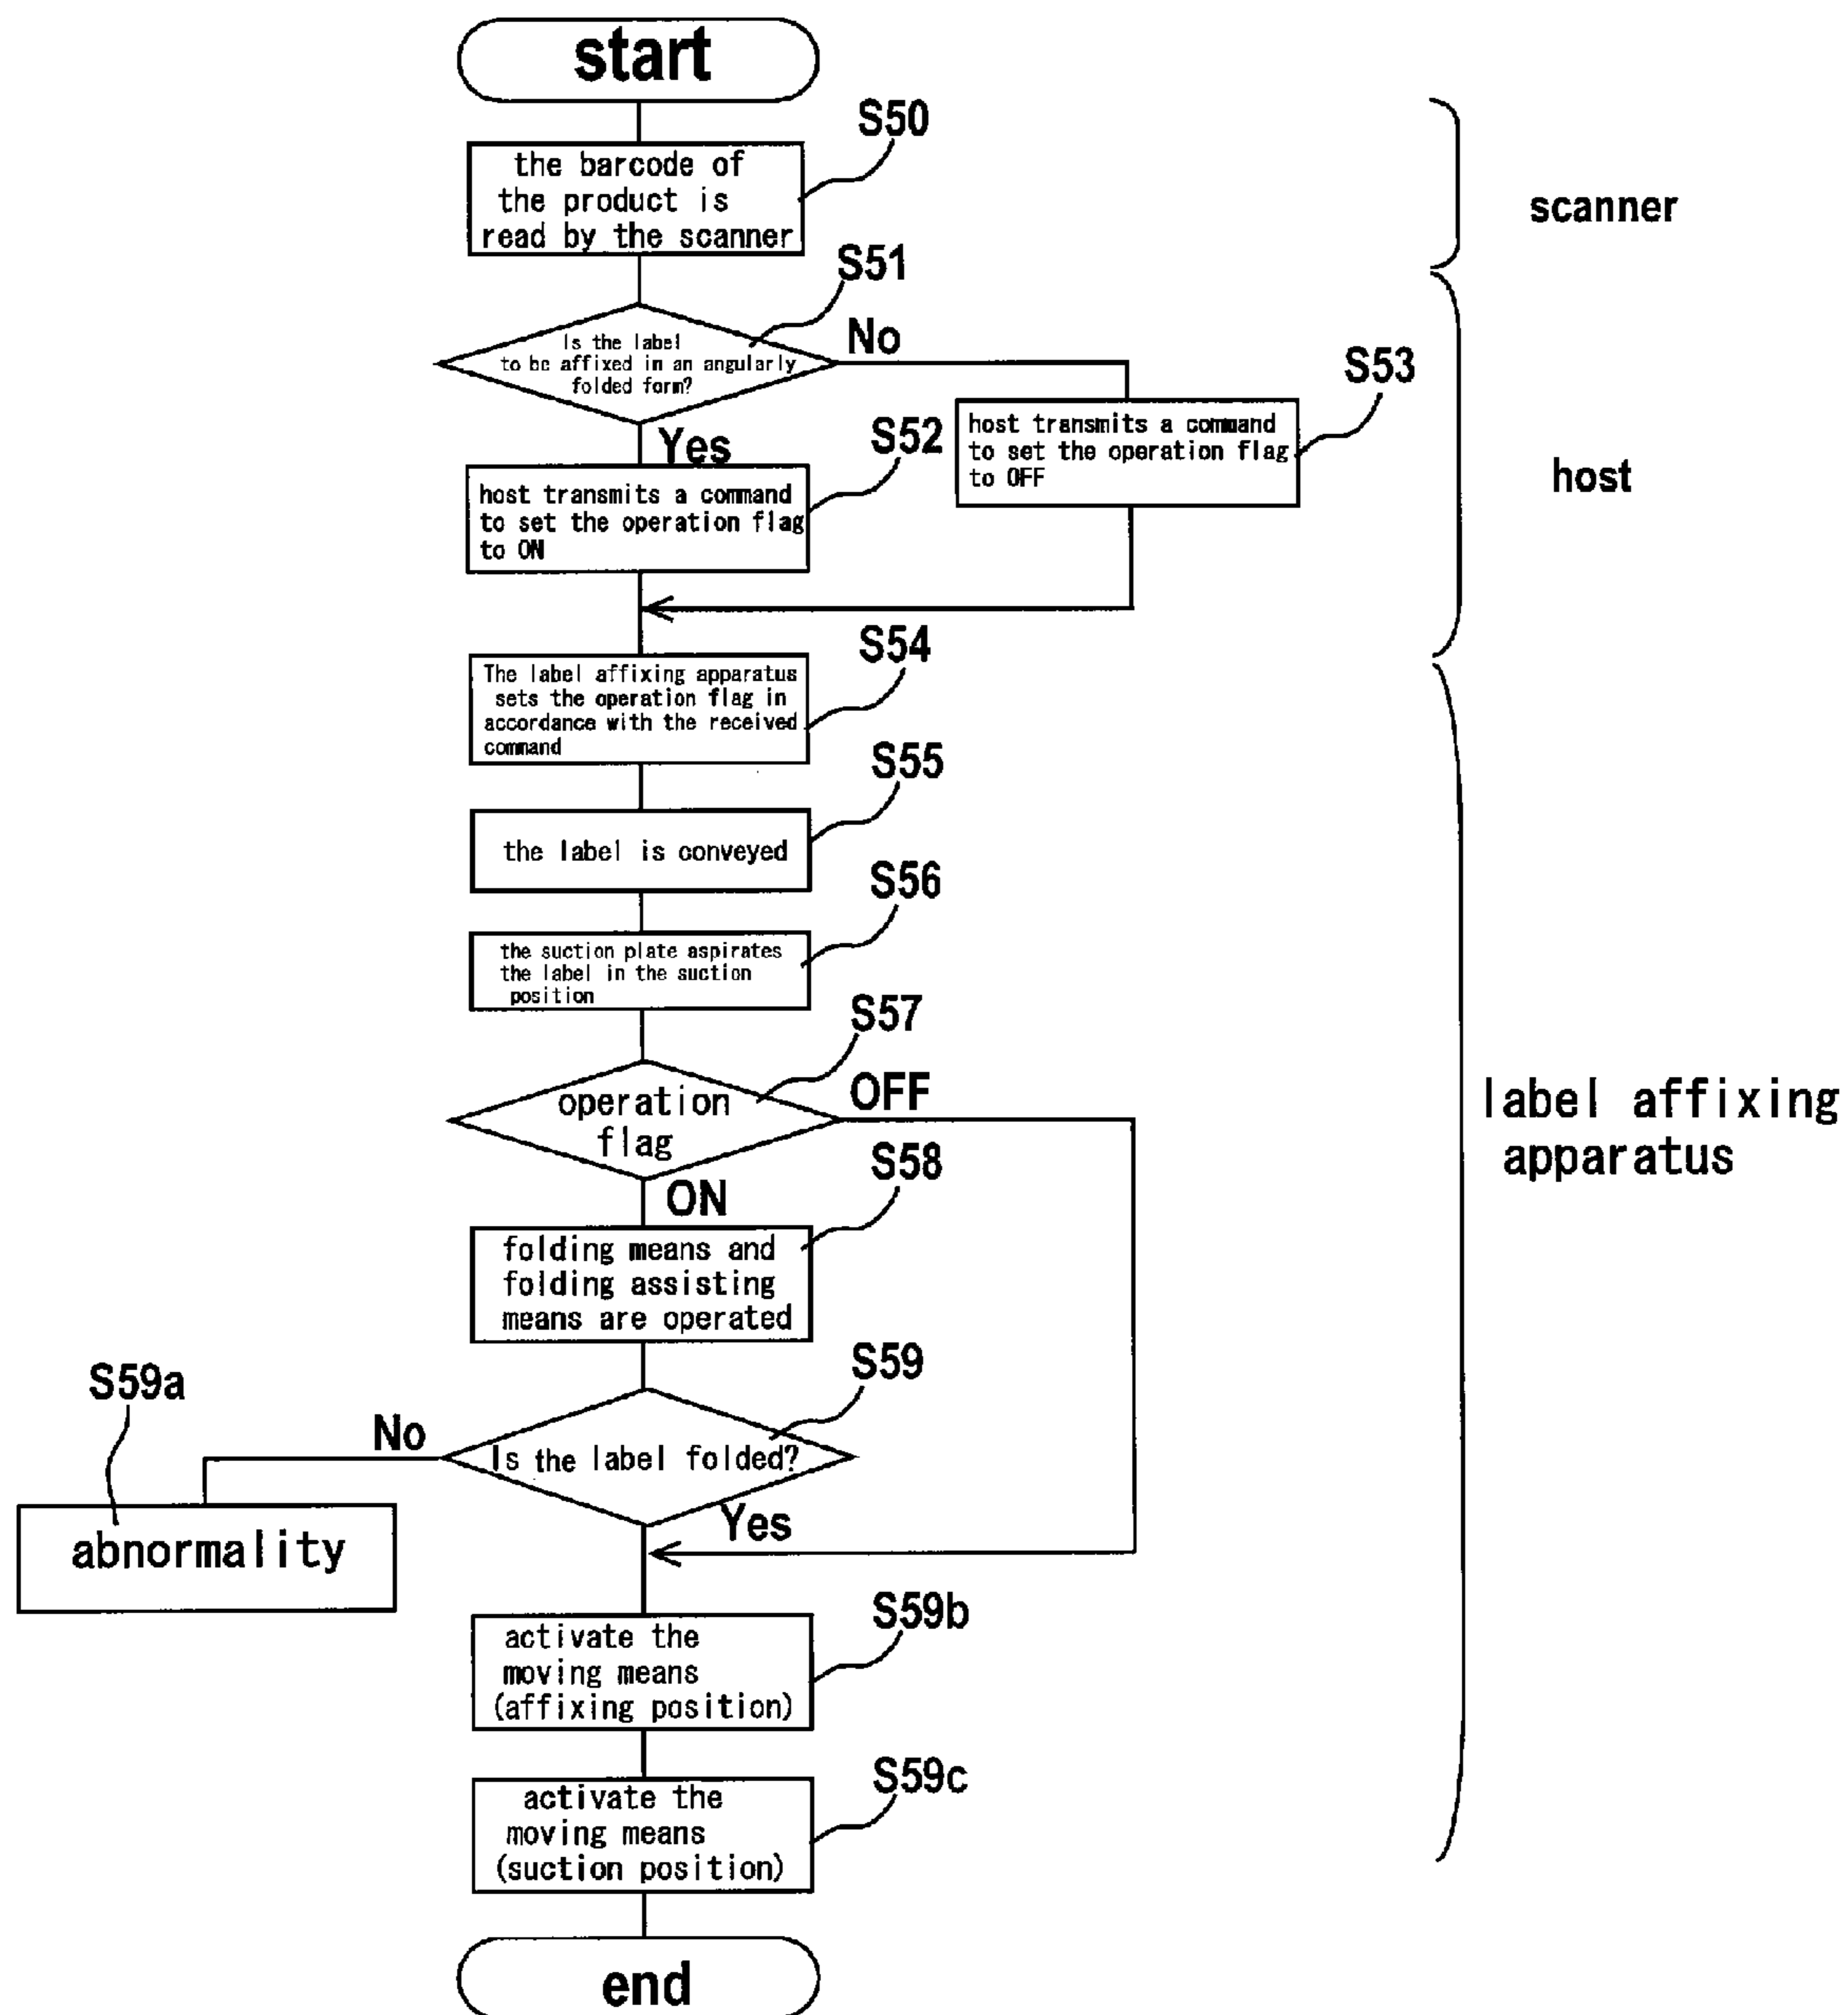 start
S50
the barcode of
the product is
read by the scanner
scanner
S51
Is the label
to be affixed in an angularly
folded form?
No
Yes
S52
host transmits a command
to set the operation flag
to ON
S53
host transmits a command
to set the operation flag
to OFF
host
S54
The label affixing apparatus
sets the operation flag in
accordance with the received
command
S55
the label is conveyed
S56
the suction plate aspirates
the label in the suction
position
S57
operation
flag
OFF
ON
label affixing
apparatus
S58
folding means and
folding assisting
means are operated
S59
Is the label folded?
No
Yes
S59a
abnormality
S59b
activate the
moving means
(affixing position)
S59c
activate the
moving means
(suction position)
end